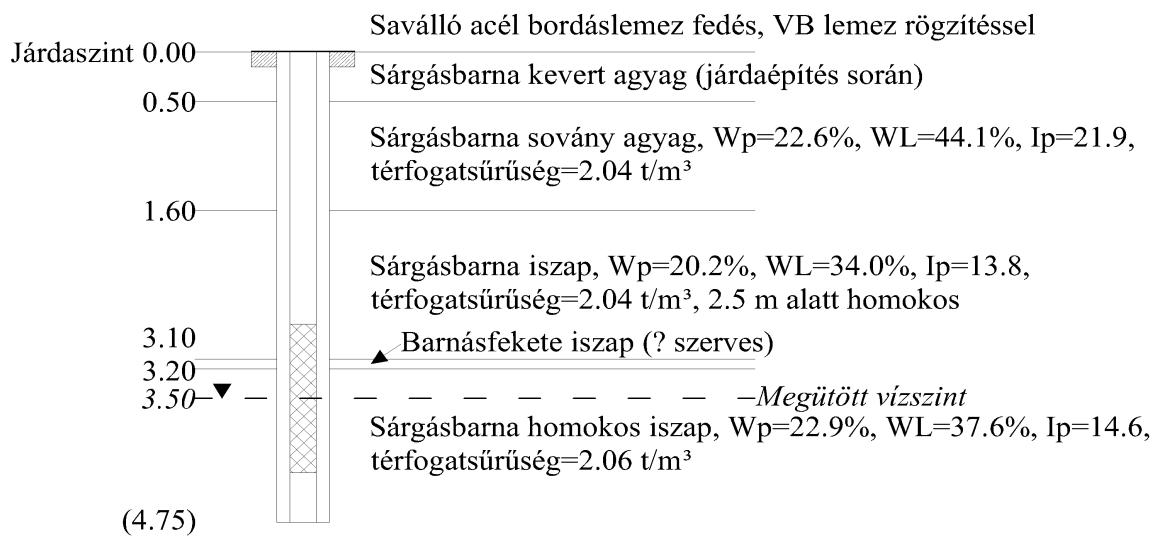 Saválló acél bordáslemez fedés, VB lemez rögzítéssel
Járdaszint 0.00
Sárgásbarna kevert agyag (járdaépítés során)
0.50
Sárgásbarna sovány agyag, Wp=22.6%, WL=44.1%, Ip=21.9,
térfogatsűrűség=2.04 t/m³
1.60
Sárgásbarna iszap, Wp=20.2%, WL=34.0%, Ip=13.8,
térfogatsűrűség=2.04 t/m³, 2.5 m alatt homokos
3.10
Barnásfekete iszap (? szerves)
3.20
3.50
Megütött vízszint
Sárgásbarna homokos iszap, Wp=22.9%, WL=37.6%, Ip=14.6,
térfogatsűrűség=2.06 t/m³
(4.75)